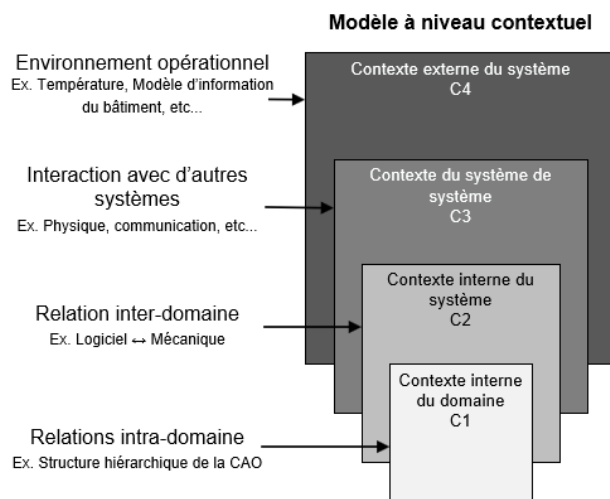 Modèle à niveau contextuel
Environnement opérionnel
Ex. Température, Modèle d'information
du bâtiment, etc...
Contexte externe du système
C4
Interaction avec d'autres
systèmes
Ex. Physique, communication, etc...
Contexte du système de
système
C3
Relation inter-domaine
Ex. Logiciel ↔ Mécanique
Contexte interne du
système
C2
Relations intra-domaine
Ex. Structure hiérarchique de la CAO
Contexte interne
du domaine
C1